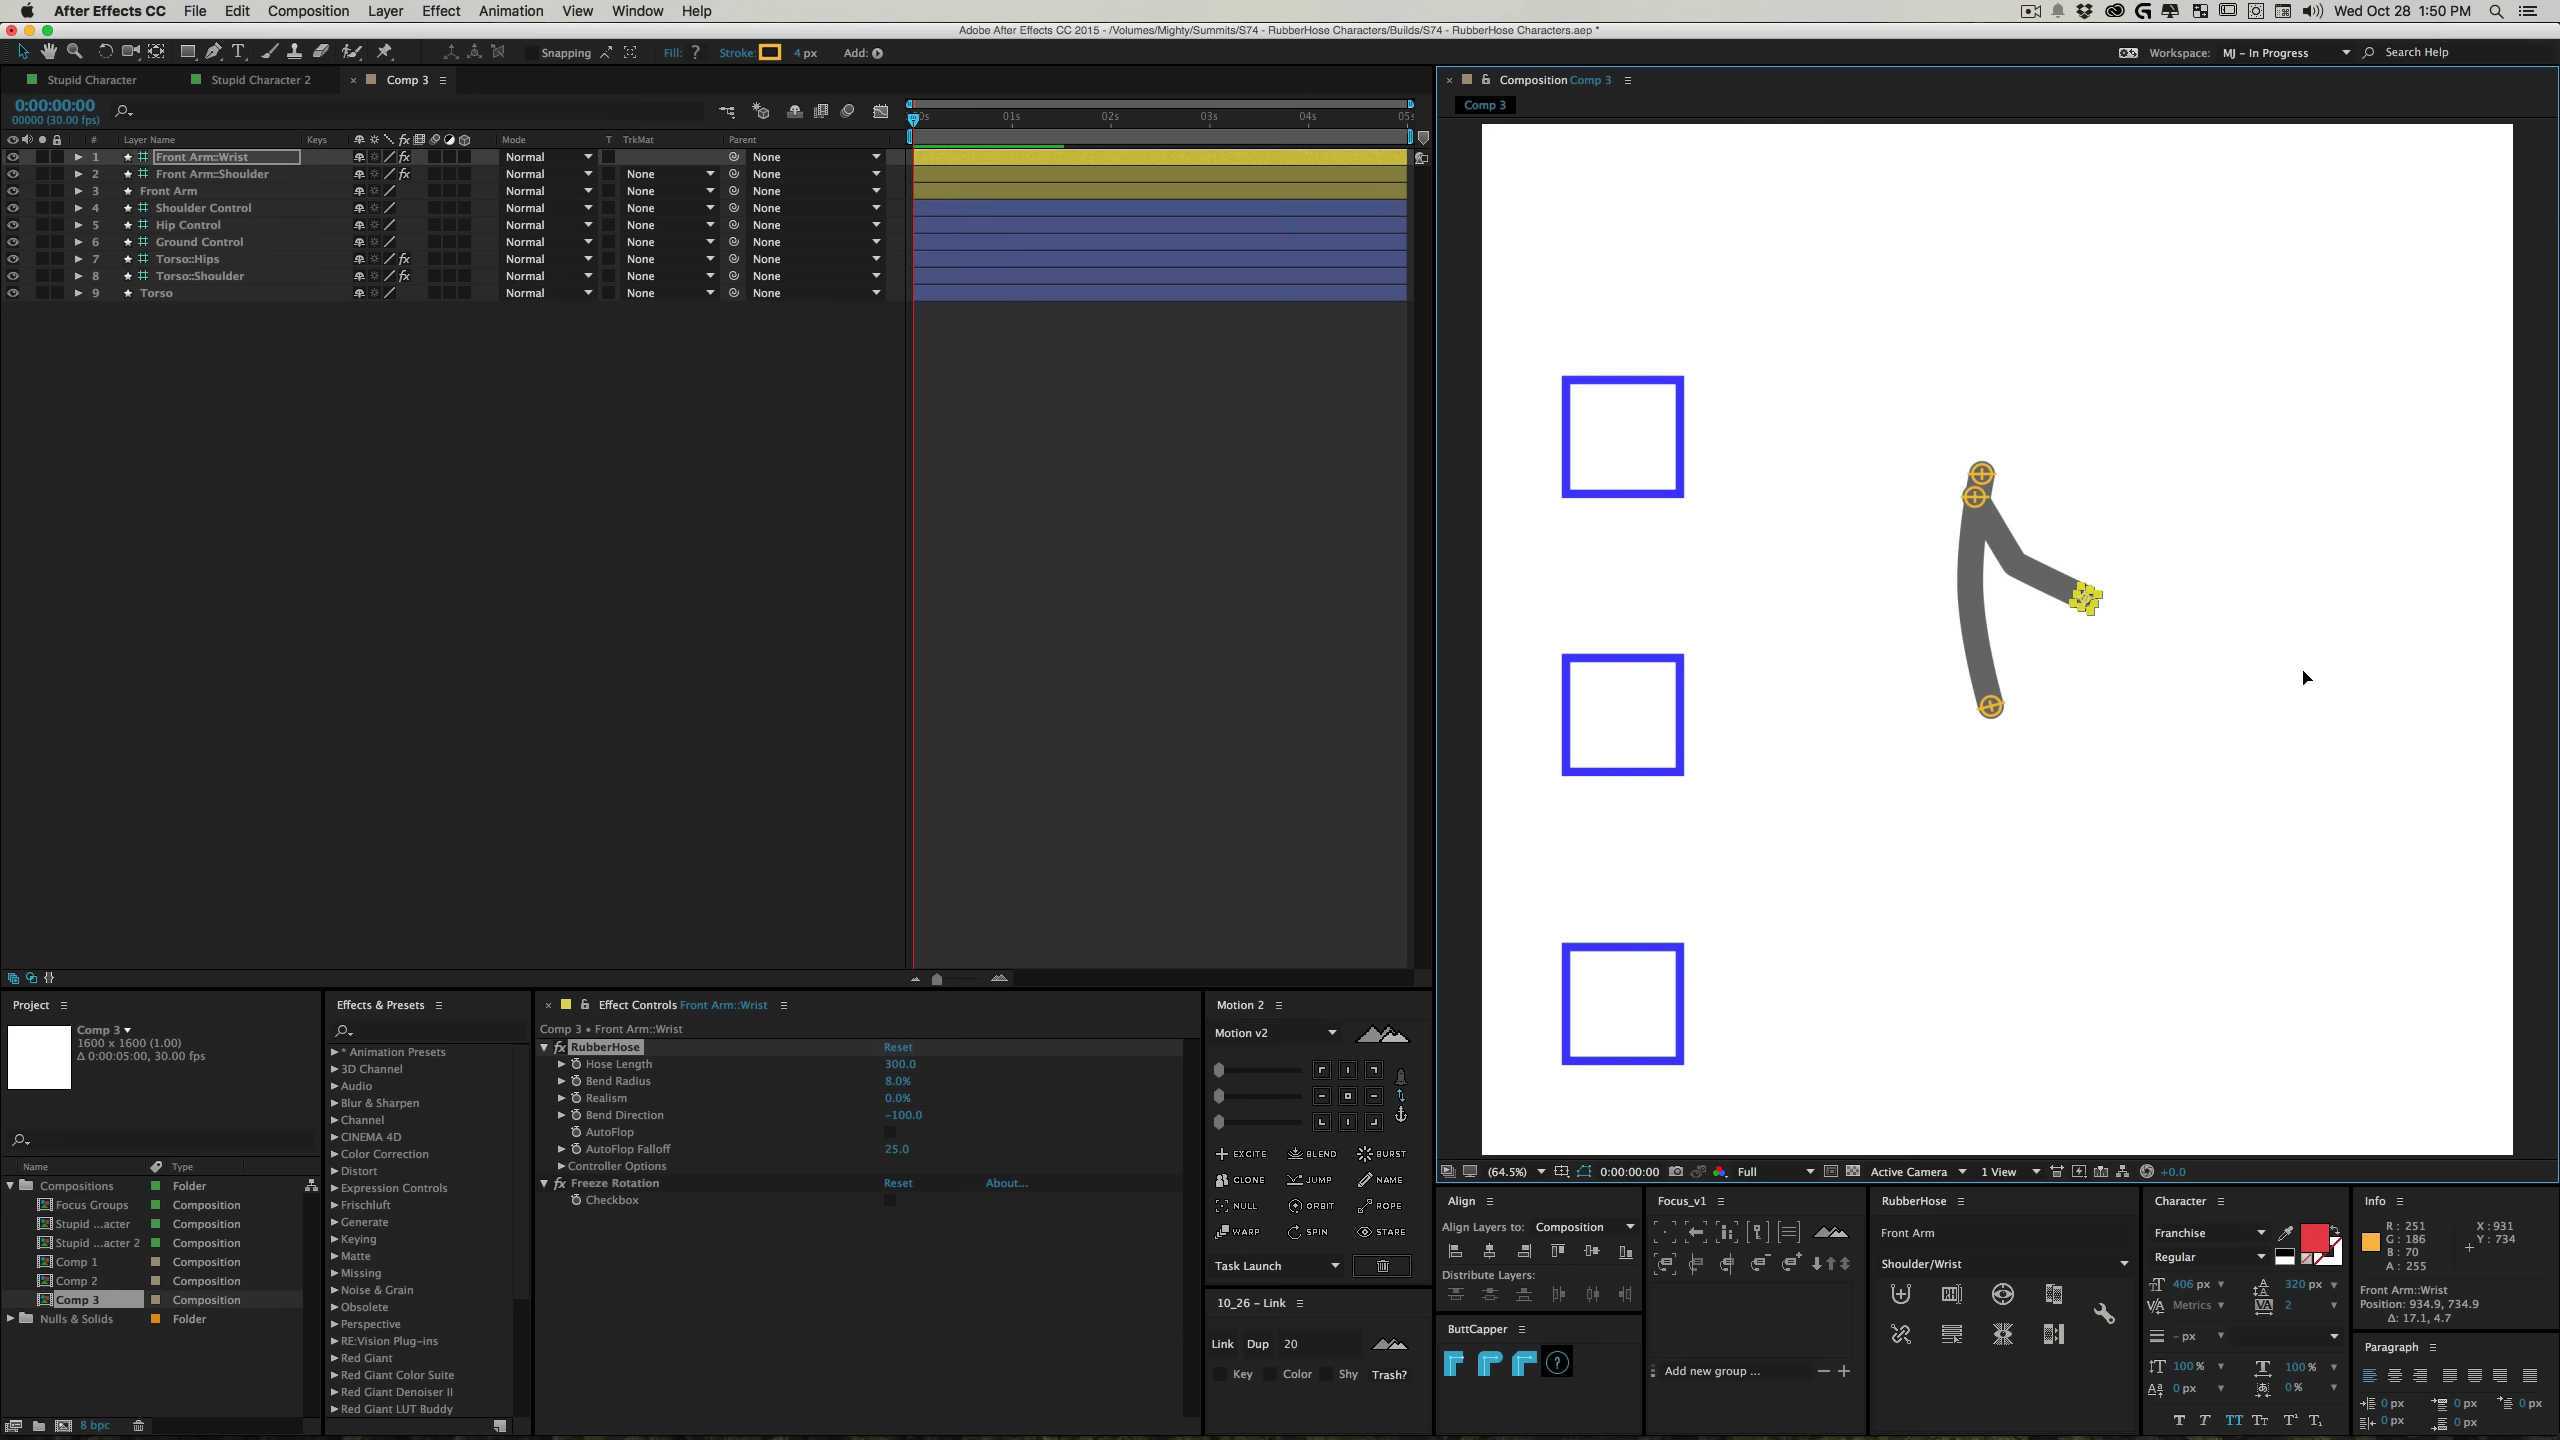 After Effects CC File Edit Composition Layer Effect Animation View Window Help Wed Oct 28 1:50 PM
Adobe After Effects CC 2015 - /Volumes/Mighty/Summits/S74 - RubberHose Characters/Builds/S74 - RubberHose Characters.aep *
Snapping Fill: ? Stroke: 4 px Add: Workspace: MJ - In Progress Search Help
Stupid Character Stupid Character 2 Comp 3
0:00:00:00
00000 (30.00 fps)
01s 02s 03s 04s 05s
# Layer Name Keys Mode T TrkMat Parent
1 Front Arm::Wrist Normal None
2 Front Arm::Shoulder Normal None None
3 Front Arm Normal None None
4 Shoulder Control Normal None None
5 Hip Control Normal None None
6 Ground Control Normal None None
7 Torso::Hips Normal None None
8 Torso::Shoulder Normal None None
9 Torso Normal None None
Composition Comp 3
Comp 3
(64.5%) 0:00:00:00 Full Active Camera 1 View +0.0
Project
Comp 3
1600 x 1600 (1.00)
Δ 0:00:05:00, 30.00 fps
Name Type
Compositions Folder
Focus Groups Composition
Stupid ...acter Composition
Stupid ...acter 2 Composition
Comp 1 Composition
Comp 2 Composition
Comp 3 Composition
Nulls & Solids Folder
8 bpc
Effects & Presets
* Animation Presets
3D Channel
Audio
Blur & Sharpen
Channel
CINEMA 4D
Color Correction
Distort
Expression Controls
Frischluft
Generate
Keying
Matte
Missing
Noise & Grain
Obsolete
Perspective
RE:Vision Plug-ins
Red Giant
Red Giant Color Suite
Red Giant Denoiser II
Red Giant LUT Buddy
Effect Controls Front Arm::Wrist
Comp 3 • Front Arm::Wrist
fx RubberHose Reset
Hose Length 300.0
Bend Radius 8.0%
Realism 0.0%
Bend Direction -100.0
AutoFlop
AutoFlop Falloff 25.0
Controller Options
fx Freeze Rotation Reset About...
Checkbox
Motion 2
Motion v2
EXCITE BLEND BURST
CLONE JUMP NAME
NULL ORBIT ROPE
WARP SPIN STARE
Task Launch
10_26 - Link
Link Dup 20
Key Color Shy Trash?
Align
Align Layers to: Composition
Distribute Layers:
ButtCapper
Focus_v1
Add new group ...
RubberHose
Front Arm
Shoulder/Wrist
Character
Franchise
Regular
406 px 320 px
Metrics 2
- px
100 % 100 %
0 px 0 %
Info
R : 251
G : 186
B : 70
A : 255
X : 931
Y : 734
Front Arm::Wrist
Position: 934.9, 734.9
Δ: 17.1, 4.7
Paragraph
0 px 0 px 0 px
0 px 0 px